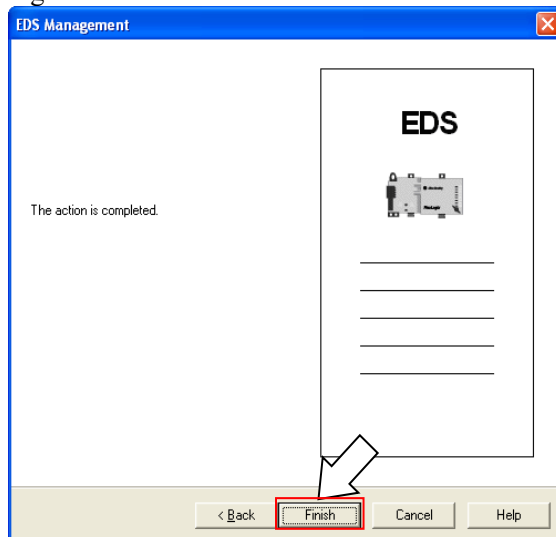 EDS Management
EDS
The action is completed.
< Back
Finish
Cancel
Help